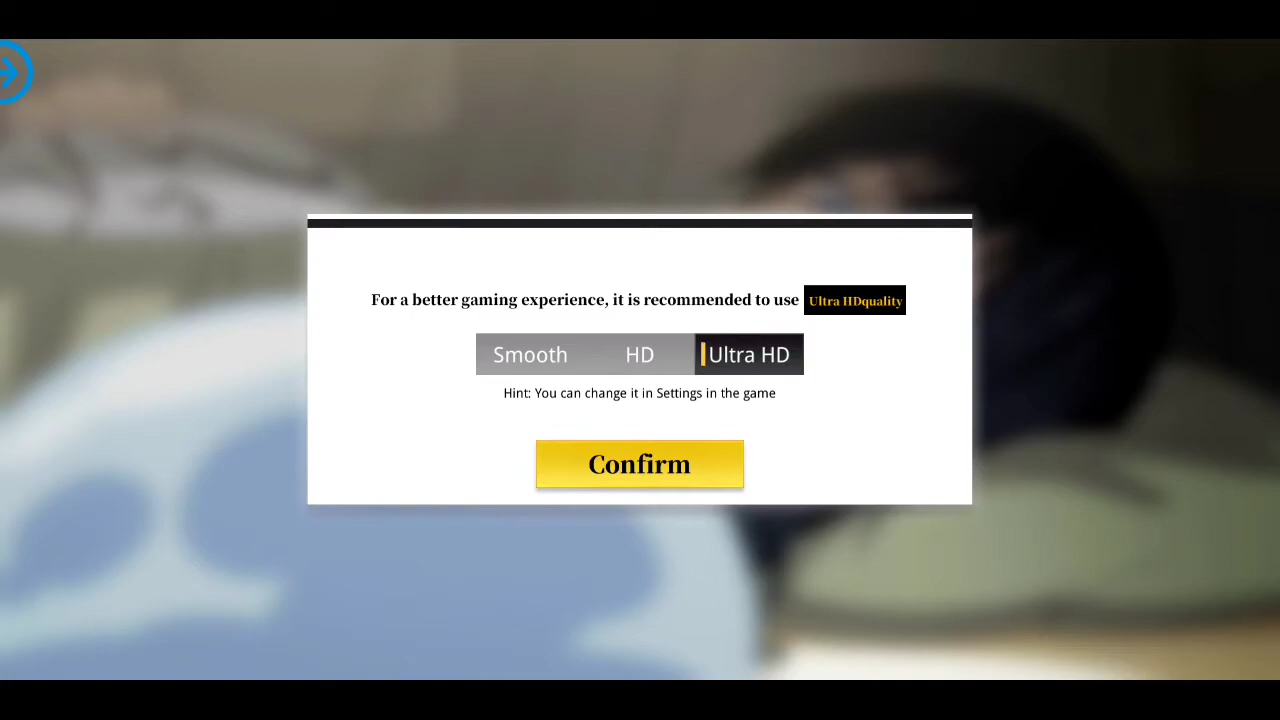 For a better gaming experience, it is recommended to use Ultra HDquality
Smooth HD Ultra HD
Hint: You can change it in Settings in the game
Confirm